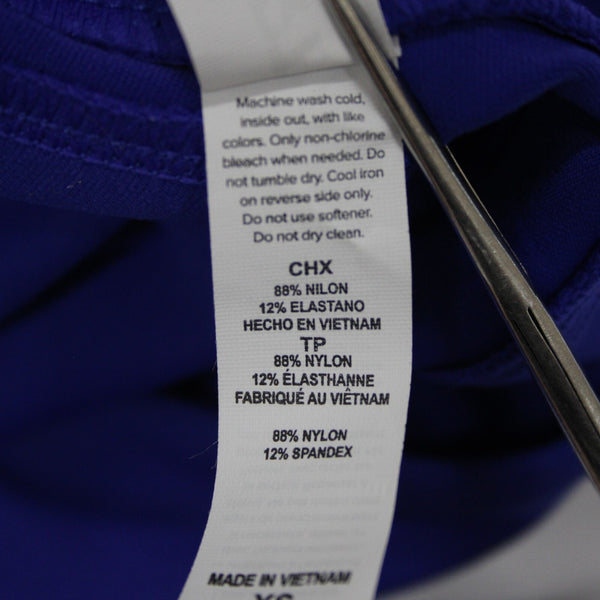 Machine wash cold,
inside out, with like
colors. Only non-chlorine
bleach when needed. Do
not tumble dry. Cool iron
on reverse side only.
Do not use softener.
Do not dry clean.
CHX
88% NILON
12% ELASTANO
HECHO EN VIETNAM
TP
88% NYLON
12% ÉLASTHANNE
FABRIQUÉ AU VIÊTNAM
88% NYLON
12% SPANDEX
MADE IN VIETNAM
XS